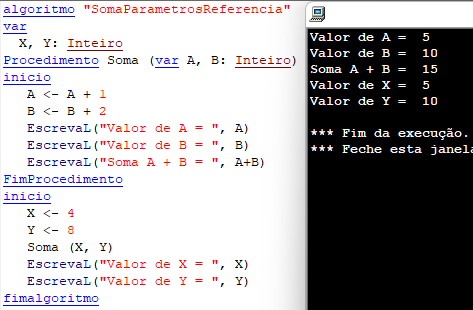 algoritmo "SomaParametrosReferencia"
var
X, Y: Inteiro
Procedimento Soma (var A, B: Inteiro)
inicio
A <- A + 1
B <- B + 2
EscrevaL("Valor de A = ", A)
EscrevaL("Valor de B = ", B)
EscrevaL("Soma A + B = ", A+B)
FimProcedimento
inicio
X <- 4
Y <- 8
Soma (X, Y)
EscrevaL("Valor de X = ", X)
EscrevaL("Valor de Y = ", Y)
fimalgoritmo
Valor de A = 5
Valor de B = 10
Soma A + B = 15
Valor de X = 5
Valor de Y = 10
*** Fim da execução.
*** Feche esta janela